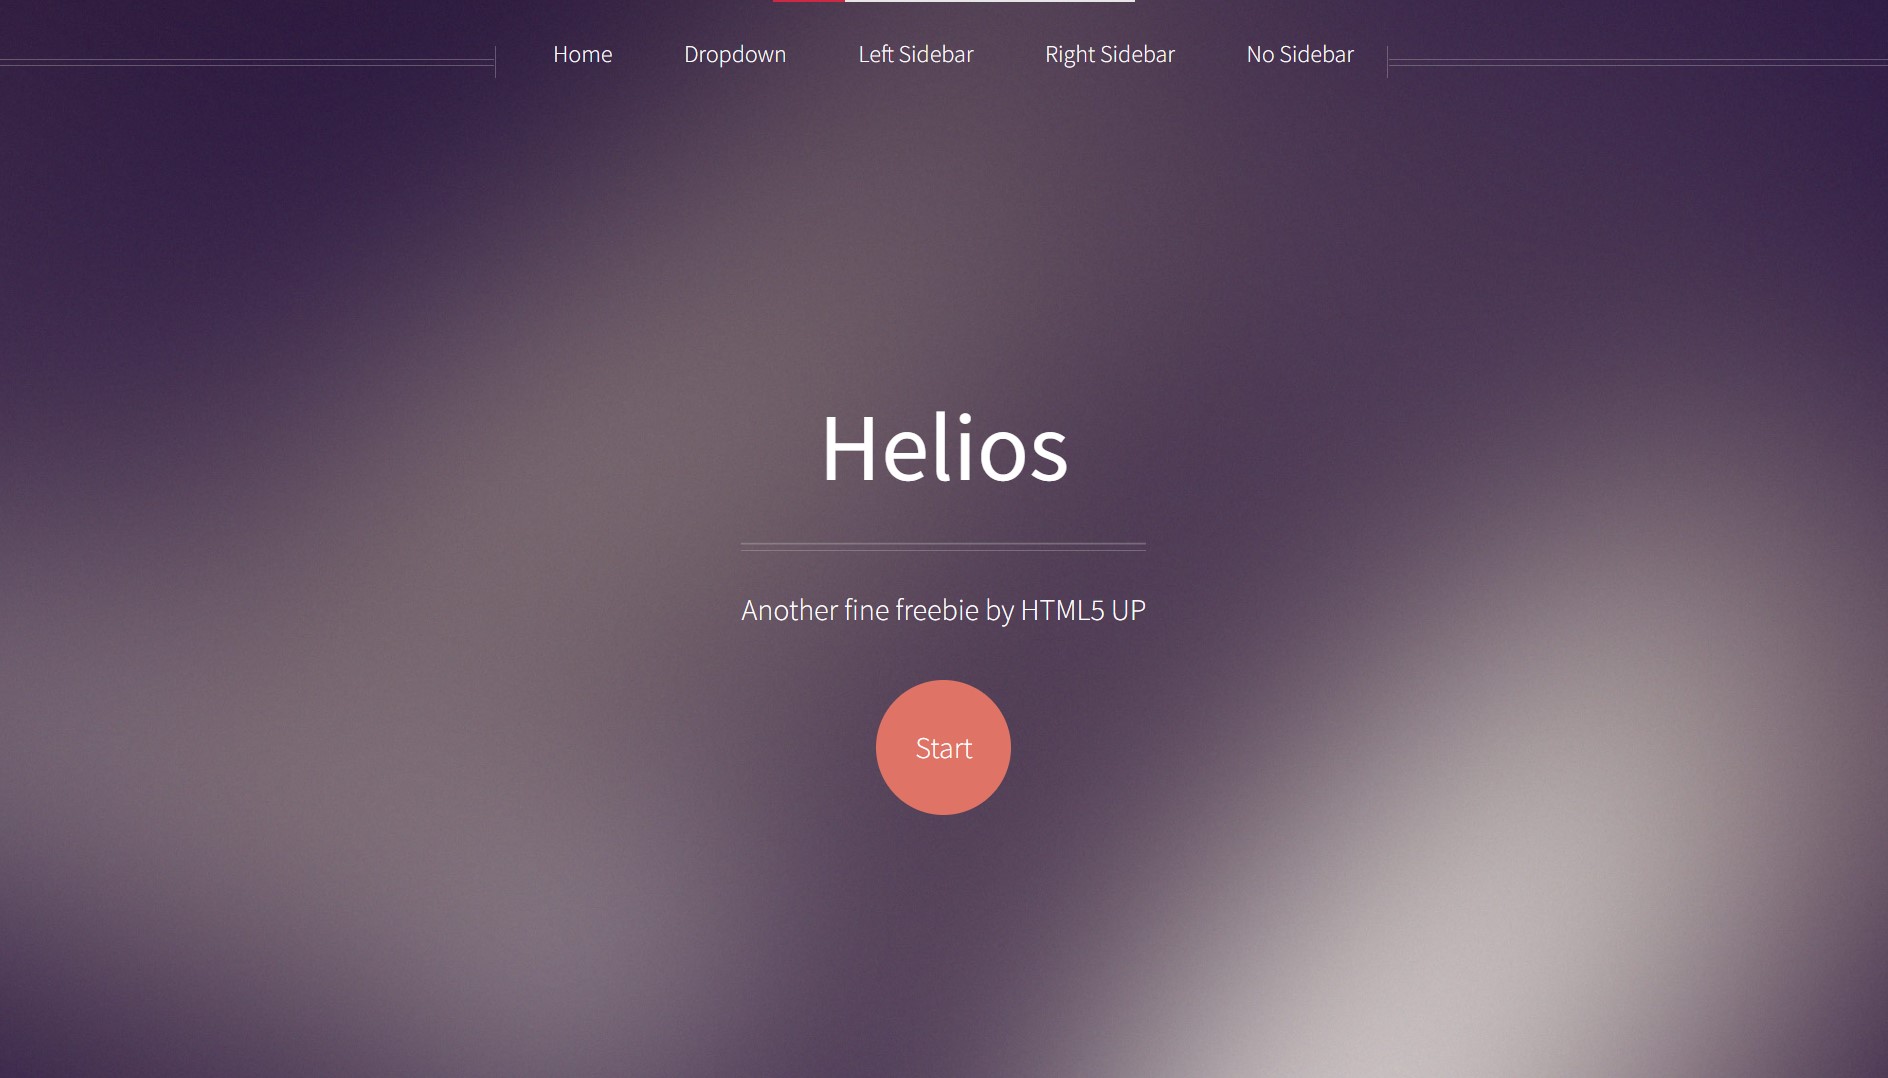 Home Dropdown Left Sidebar Right Sidebar No Sidebar
Helios
Another fine freebie by HTML5 UP
Start